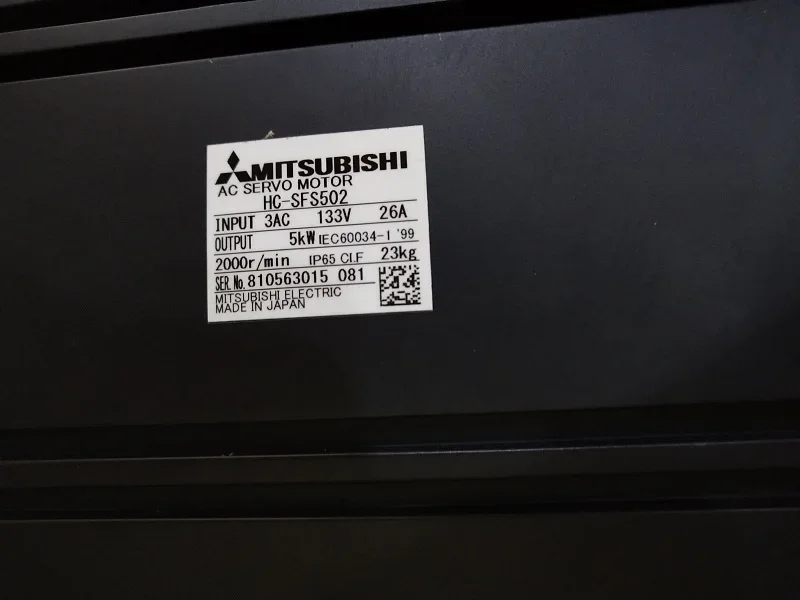 MITSUBISHI
AC SERVO MOTOR
HC-SFS502
INPUT 3AC 133V 26A
OUTPUT 5kW IEC60034-1 '99
2000r/min IP65 CI.F 23kg
SER.No.810563015 081
MITSUBISHI ELECTRIC
MADE IN JAPAN